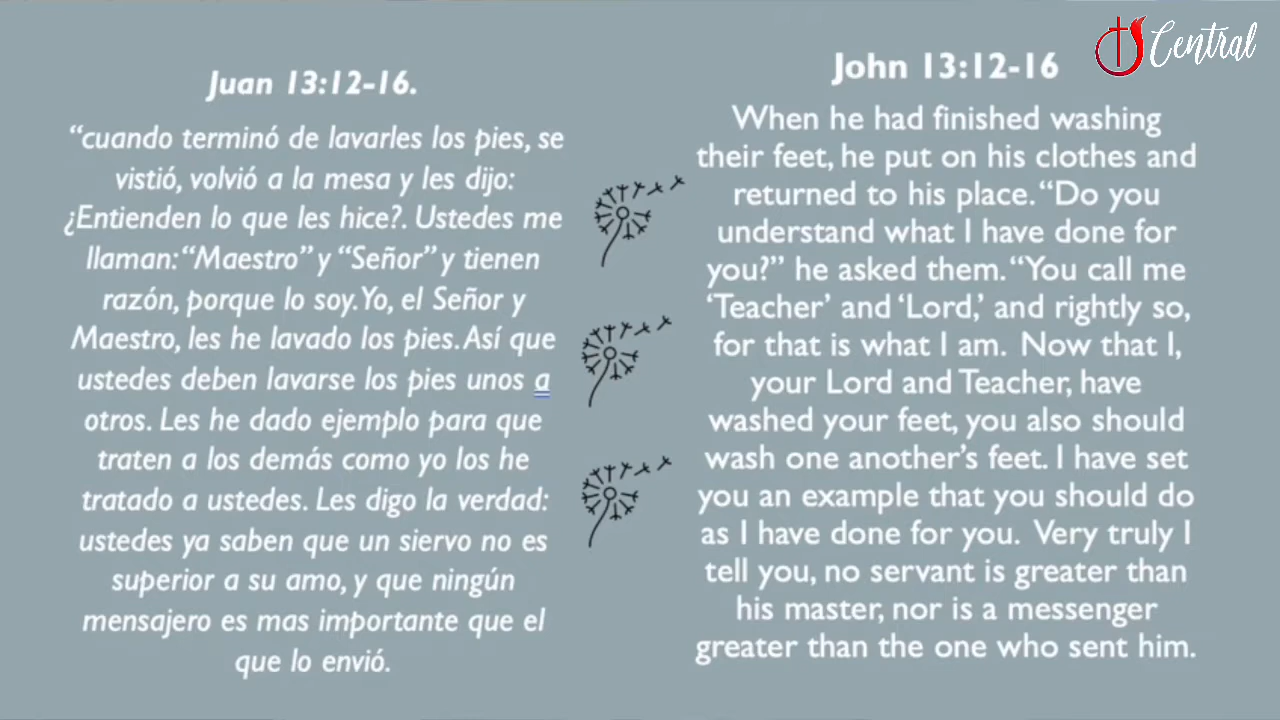 Central
Juan 13:12-16.
“cuando terminó de lavarles los pies, se
vistió, volvió a la mesa y les dijo:
¿Entienden lo que les hice?. Ustedes me
llaman: “Maestro” y “Señor” y tienen
razón, porque lo soy. Yo, el Señor y
Maestro, les he lavado los pies. Así que
ustedes deben lavarse los pies unos a
otros. Les he dado ejemplo para que
traten a los demás como yo los he
tratado a ustedes. Les digo la verdad:
ustedes ya saben que un siervo no es
superior a su amo, y que ningún
mensajero es mas importante que el
que lo envió.
John 13:12-16
When he had finished washing
their feet, he put on his clothes and
returned to his place. “Do you
understand what I have done for
you?” he asked them. “You call me
‘Teacher’ and ‘Lord,’ and rightly so,
for that is what I am. Now that I,
your Lord and Teacher, have
washed your feet, you also should
wash one another’s feet. I have set
you an example that you should do
as I have done for you. Very truly I
tell you, no servant is greater than
his master, nor is a messenger
greater than the one who sent him.